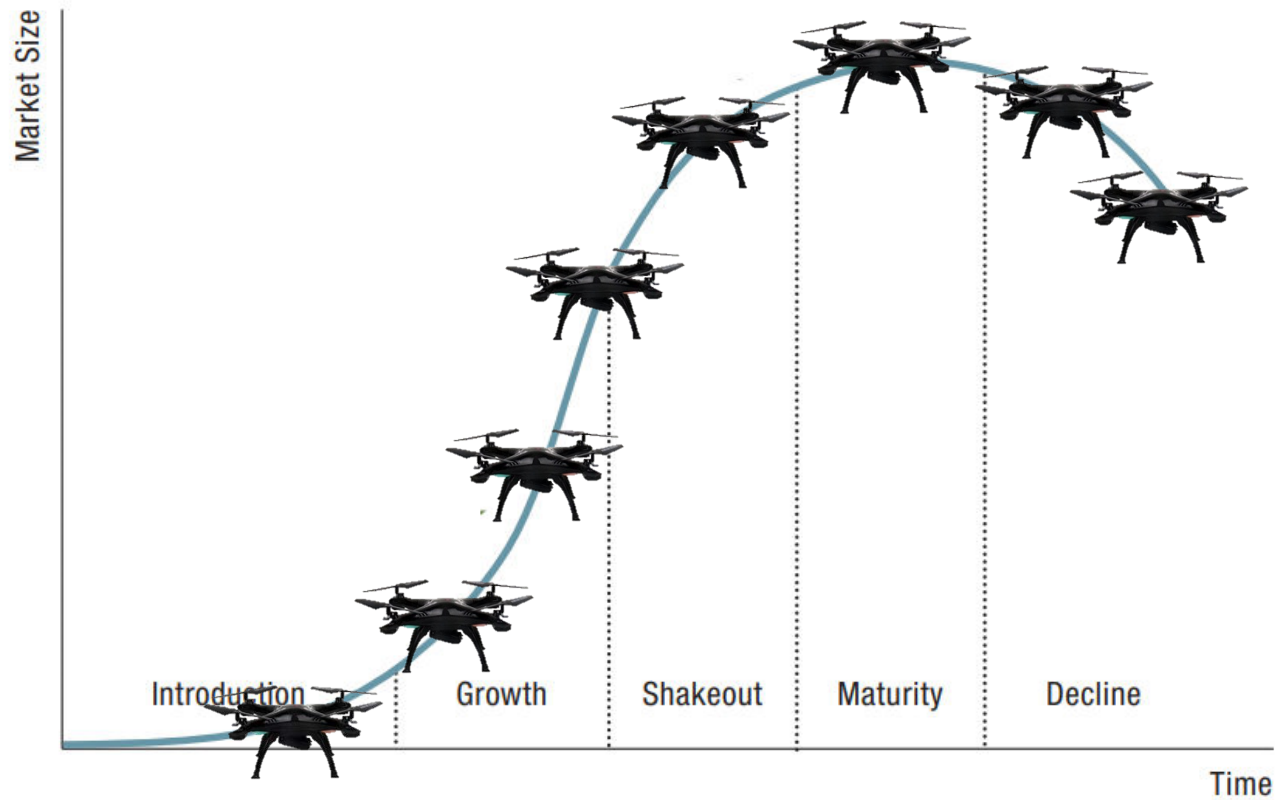 Market Size
Introduction
Growth
Shakeout
Maturity
Decline
Time